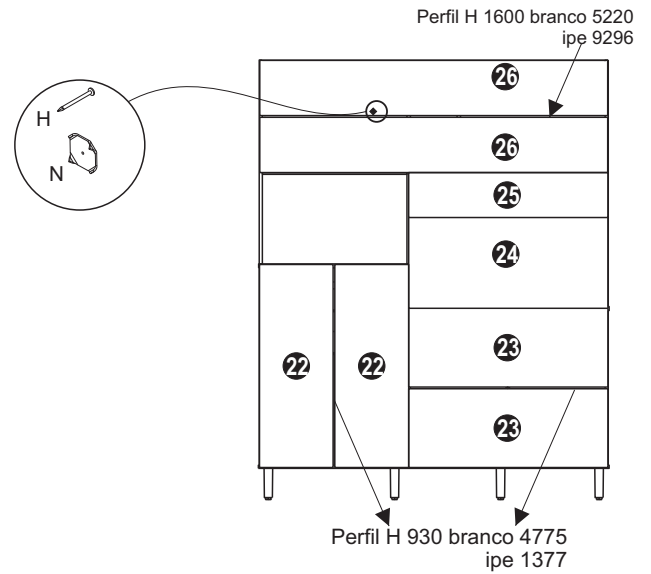 Perfil H 1600 branco 5220
ipe 9296
26
H
N
26
25
24
22
22
23
23
Perfil H 930 branco 4775
ipe 1377